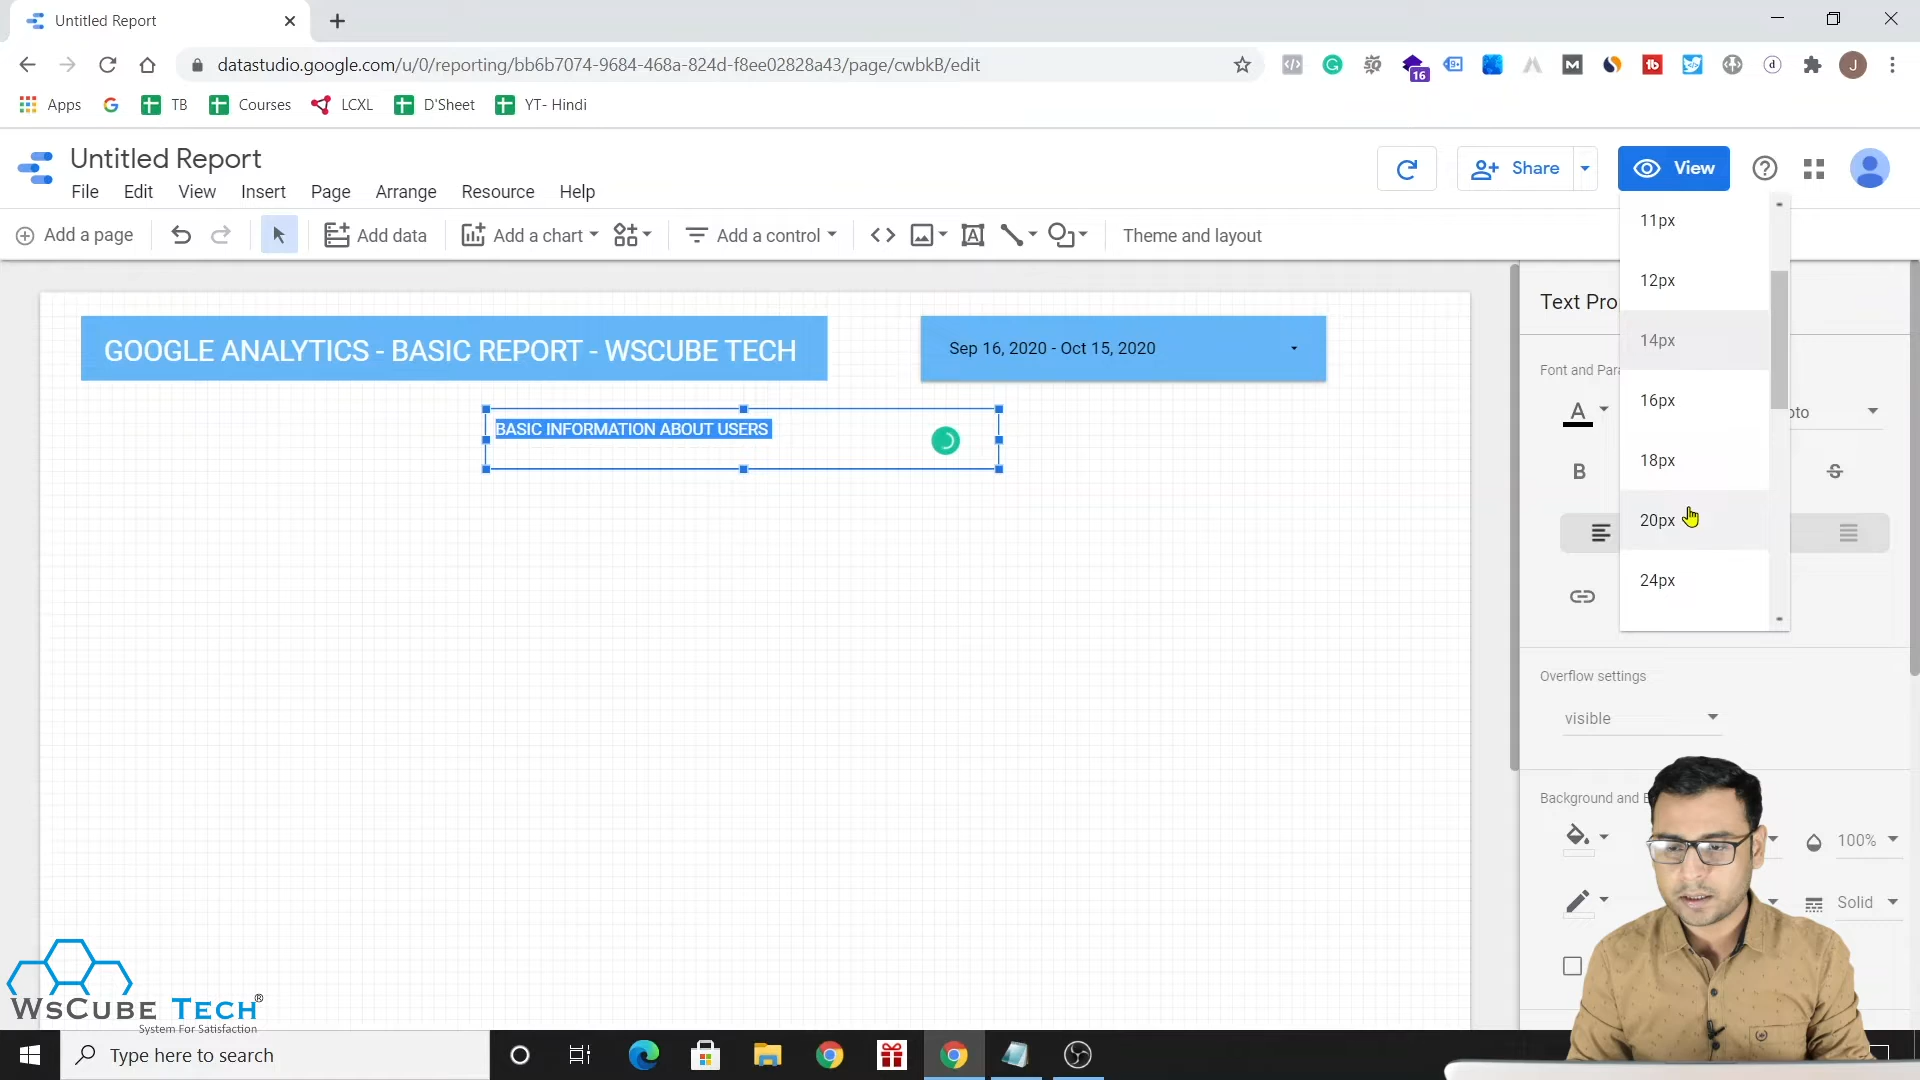 Untitled Report
datastudio.google.com/u/0/reporting/bb6b7074-9684-468a-824d-f8ee02828a43/page/cwbkB/edit
16
Apps
TB
Courses
LCXL
D'Sheet
YT- Hindi
Untitled Report
Share
View
File Edit View Insert Page Arrange Resource Help
Add a page
Add data
Add a chart
Add a control
Theme and layout
GOOGLE ANALYTICS - BASIC REPORT - WSCUBE TECH
Sep 16, 2020 - Oct 15, 2020
BASIC INFORMATION ABOUT USERS
11px
12px
14px
16px
18px
20px
24px
Text Pro
Font and Para
oto
Overflow settings
visible
Background and B
100%
Solid
WsCube Tech®
System For Satisfaction
Type here to search